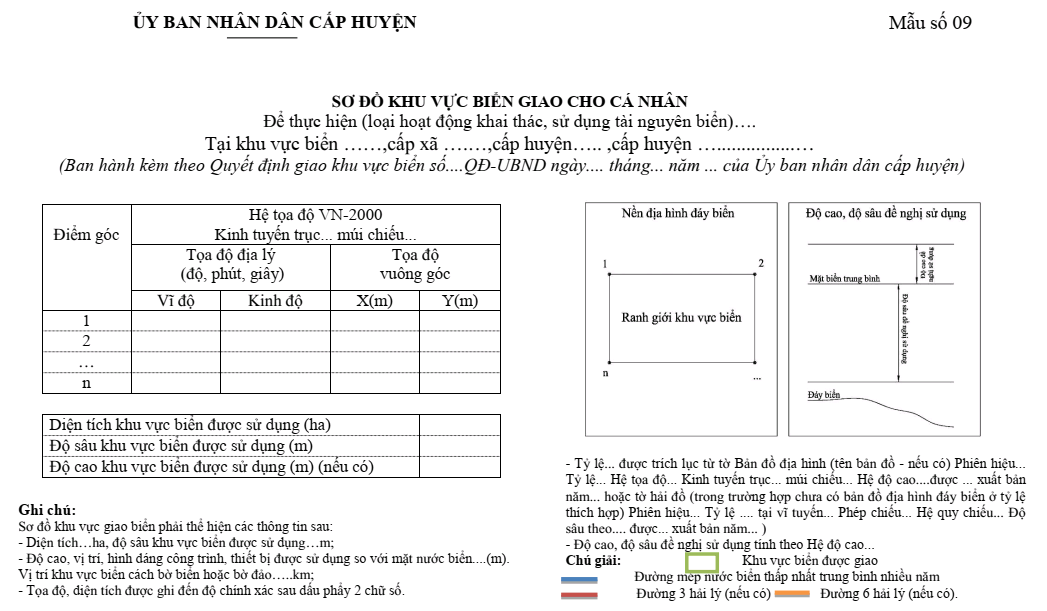 ỦY BAN NHÂN DÂN CẤP HUYỆN
Mẫu số 09
SƠ ĐỒ KHU VỰC BIỂN GIAO CHO CÁ NHÂN
Để thực hiện (loại hoạt động khai thác, sử dụng tài nguyên biển)….
Tại khu vực biển ……,cấp xã …….,cấp huyện….. ,cấp huyện …..................…
(Ban hành kèm theo Quyết định giao khu vực biển số....QĐ-UBND ngày.... tháng... năm ... của Ủy ban nhân dân cấp huyện)
Điểm góc
Hệ tọa độ VN-2000
Kinh tuyến trục... múi chiếu...
Tọa độ địa lý
(độ, phút, giây)
Tọa độ
vuông góc
Vĩ độ
Kinh độ
X(m)
Y(m)
1
2
…
n
Diện tích khu vực biển được sử dụng (ha)
Độ sâu khu vực biển được sử dụng (m)
Độ cao khu vực biển được sử dụng (m) (nếu có)
Ghi chú:
Sơ đồ khu vực giao biển phải thể hiện các thông tin sau:
- Diện tích…ha, độ sâu khu vực biển được sử dụng…m;
- Độ cao, vị trí, hình dáng công trình, thiết bị được sử dụng so với mặt nước biển....(m).
Vị trí khu vực biển cách bờ biển hoặc bờ đảo…..km;
- Tọa độ, diện tích được ghi đến độ chính xác sau dấu phẩy 2 chữ số.
Nền địa hình đáy biển
1
2
Ranh giới khu vực biển
n
...
Độ cao, độ sâu đề nghị sử dụng
Mặt biển trung bình
Độ sâu đề nghị sử dụng
Đáy biển
- Tỷ lệ... được trích lục từ tờ Bản đồ địa hình (tên bản đồ - nếu có) Phiên hiệu...
Tỷ lệ... Hệ tọa độ... Kinh tuyến trục... múi chiếu... Hệ độ cao....được ... xuất bản
năm... hoặc tờ hải đồ (trong trường hợp chưa có bản đồ địa hình đáy biển ở tỷ lệ
thích hợp) Phiên hiệu... Tỷ lệ .... tại vĩ tuyến... Phép chiếu... Hệ quy chiếu... Độ
sâu theo.... được... xuất bản năm... )
- Độ cao, độ sâu đề nghị sử dụng tính theo Hệ độ cao...
Chú giải:
Khu vực biển được giao
Đường mép nước biển thấp nhất trung bình nhiều năm
Đường 3 hải lý (nếu có)
Đường 6 hải lý (nếu có).